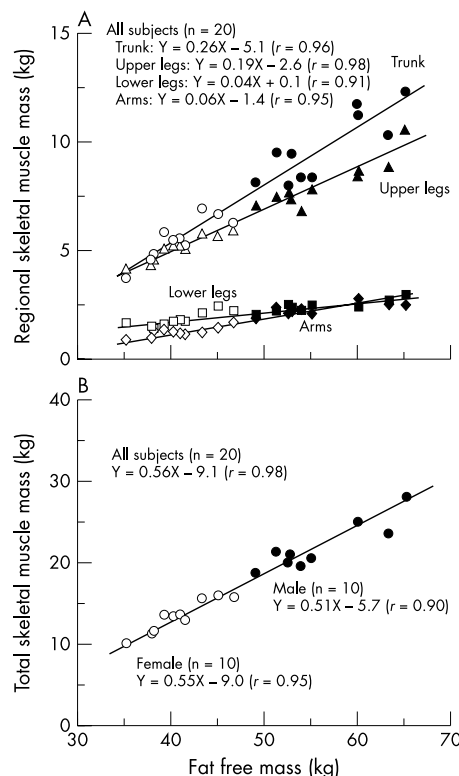 A
All subjects (n = 20)
Trunk: Y = 0.26X – 5.1 (r = 0.96)
Upper legs: Y = 0.19X – 2.6 (r = 0.98)
Lower legs: Y = 0.04X + 0.1 (r = 0.91)
Arms: Y = 0.06X – 1.4 (r = 0.95)
Trunk
Upper legs
Lower legs
Arms
Regional skeletal muscle mass (kg)
15
10
5
0
B
All subjects (n = 20)
Y = 0.56X – 9.1 (r = 0.98)
Male (n = 10)
Y = 0.51X – 5.7 (r = 0.90)
Female (n = 10)
Y = 0.55X – 9.0 (r = 0.95)
Total skeletal muscle mass (kg)
40
30
20
10
0
30 40 50 60 70
Fat free mass (kg)